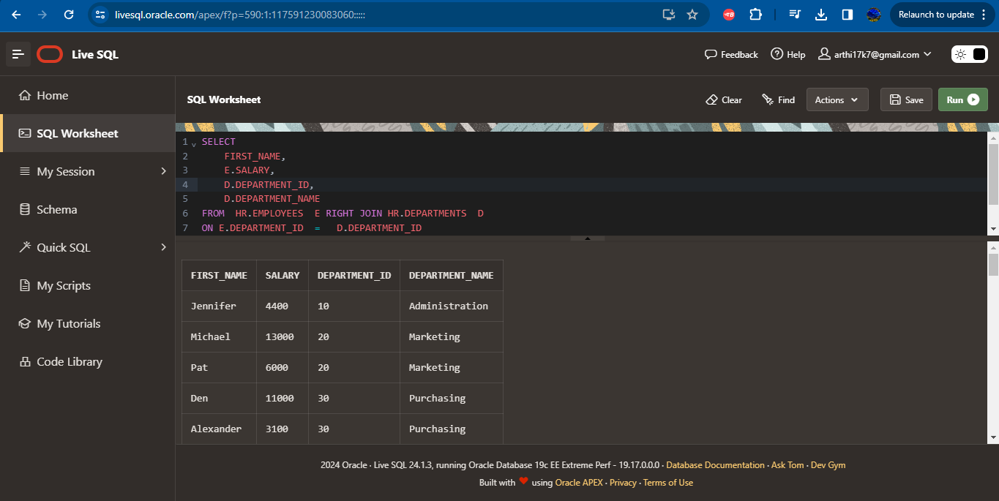 livesql.oracle.com/apex/f?p=590:1:117591230083060:::::
Relaunch to update
Live SQL
Feedback
Help
arthi17k7@gmail.com
Home
SQL Worksheet
My Session
Schema
Quick SQL
My Scripts
My Tutorials
Code Library
SQL Worksheet
Clear
Find
Actions
Save
Run
1 SELECT
2 FIRST_NAME,
3 E.SALARY,
4 D.DEPARTMENT_ID,
5 D.DEPARTMENT_NAME
6 FROM HR.EMPLOYEES E RIGHT JOIN HR.DEPARTMENTS D
7 ON E.DEPARTMENT_ID = D.DEPARTMENT_ID
FIRST_NAME SALARY DEPARTMENT_ID DEPARTMENT_NAME
Jennifer 4400 10 Administration
Michael 13000 20 Marketing
Pat 6000 20 Marketing
Den 11000 30 Purchasing
Alexander 3100 30 Purchasing
2024 Oracle · Live SQL 24.1.3, running Oracle Database 19c EE Extreme Perf - 19.17.0.0.0 · Database Documentation · Ask Tom · Dev Gym
Built with ❤ using Oracle APEX · Privacy · Terms of Use